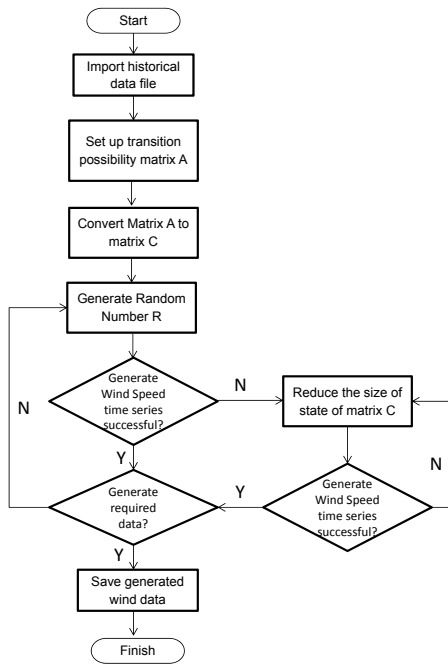 Start
Import historical
data file
Set up transition
possibility matrix A
Convert Matrix A to
matrix C
Generate Random
Number R
Generate
Wind Speed
time series
successful?
N
Reduce the size of
state of matrix C
N
Y
Generate
required
data?
Y
Generate
Wind Speed
time series
successful?
N
Y
Save generated
wind data
Finish